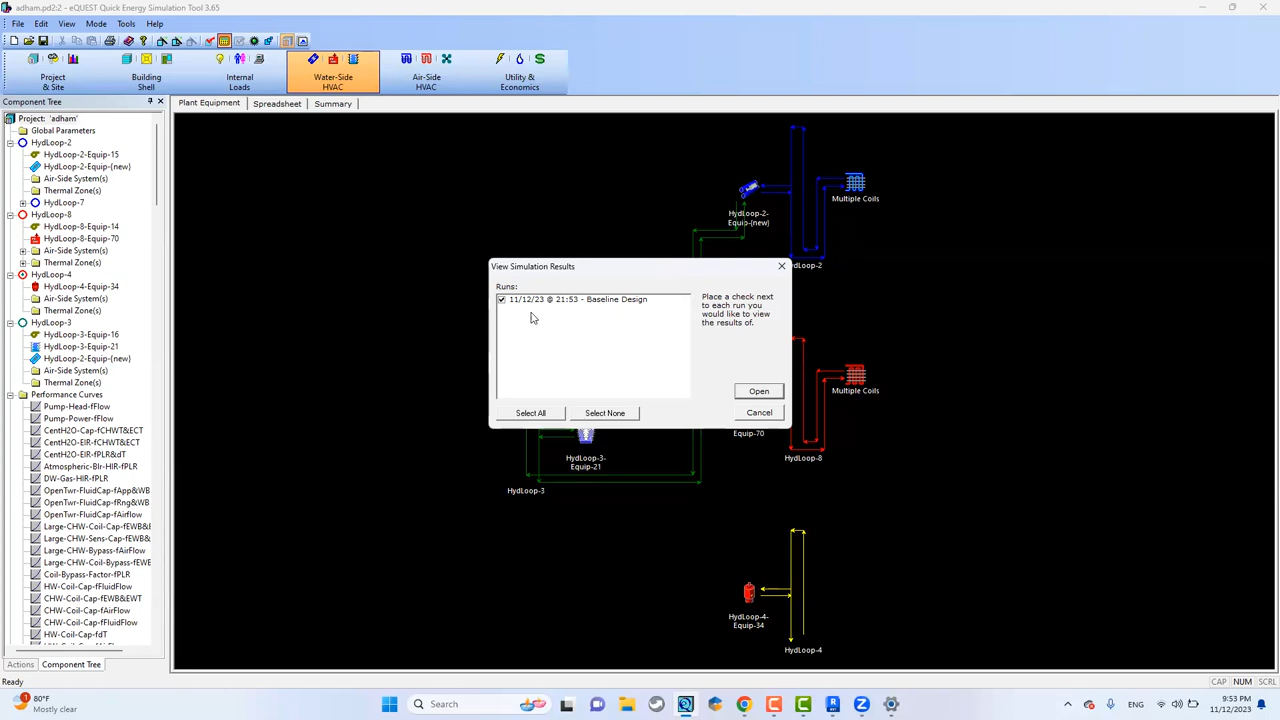 adham.pd2:2 - eQUEST Quick Energy Simulation Tool 3.65
File Edit View Mode Tools Help
Project & Site
Building Shell
Internal Loads
Water-Side HVAC
Air-Side HVAC
Utility & Economics
Component Tree
Plant Equipment Spreadsheet Summary
Project: 'adham'
Global Parameters
HydLoop-2
HydLoop-2-Equip-15
HydLoop-2-Equip-(new)
Air-Side System(s)
Thermal Zone(s)
HydLoop-7
HydLoop-8
HydLoop-8-Equip-14
HydLoop-8-Equip-70
Air-Side System(s)
Thermal Zone(s)
HydLoop-4
HydLoop-4-Equip-34
Air-Side System(s)
Thermal Zone(s)
HydLoop-3
HydLoop-3-Equip-16
HydLoop-3-Equip-21
HydLoop-2-Equip-(new)
Air-Side System(s)
Thermal Zone(s)
Performance Curves
Pump-Head-fFlow
Pump-Power-fFlow
CentH2O-Cap-fCHWT&ECT
CentH2O-EIR-fCHWT&ECT
CentH2O-EIR-fPLR&dT
Atmospheric-Blr-HIR-fPLR
DW-Gas-HIR-fPLR
OpenTwr-FluidCap-fApp&WB
OpenTwr-FluidCap-fRng&WB
OpenTwr-FluidCap-fAirflow
Large-CHW-Coil-Cap-fEWB&E
Large-CHW-Sens-Cap-fEWB&E
Large-CHW-Bypass-fAirFlow
Large-CHW-Bypass-fEWB
Coil-Bypass-Factor-fPLR
HW-Coil-Cap-fFluidFlow
CHW-Coil-Cap-fEWB&EWT
CHW-Coil-Cap-fAirFlow
CHW-Coil-Cap-fFluidFlow
HW-Coil-Cap-fdT
Actions Component Tree
HydLoop-2-
Equip-(new)
Multiple Coils
HydLoop-2
View Simulation Results
Runs:
11/12/23 @ 21:53 - Baseline Design
Place a check next
to each run you
would like to view
the results of.
Open
Select All
Select None
Cancel
Multiple Coils
Equip-70
HydLoop-8
HydLoop-3-
Equip-21
HydLoop-3
HydLoop-4-
Equip-34
HydLoop-4
Ready
CAP NUM SCRL
1
80°F
Mostly clear
Search
ENG
9:53 PM
11/12/2023